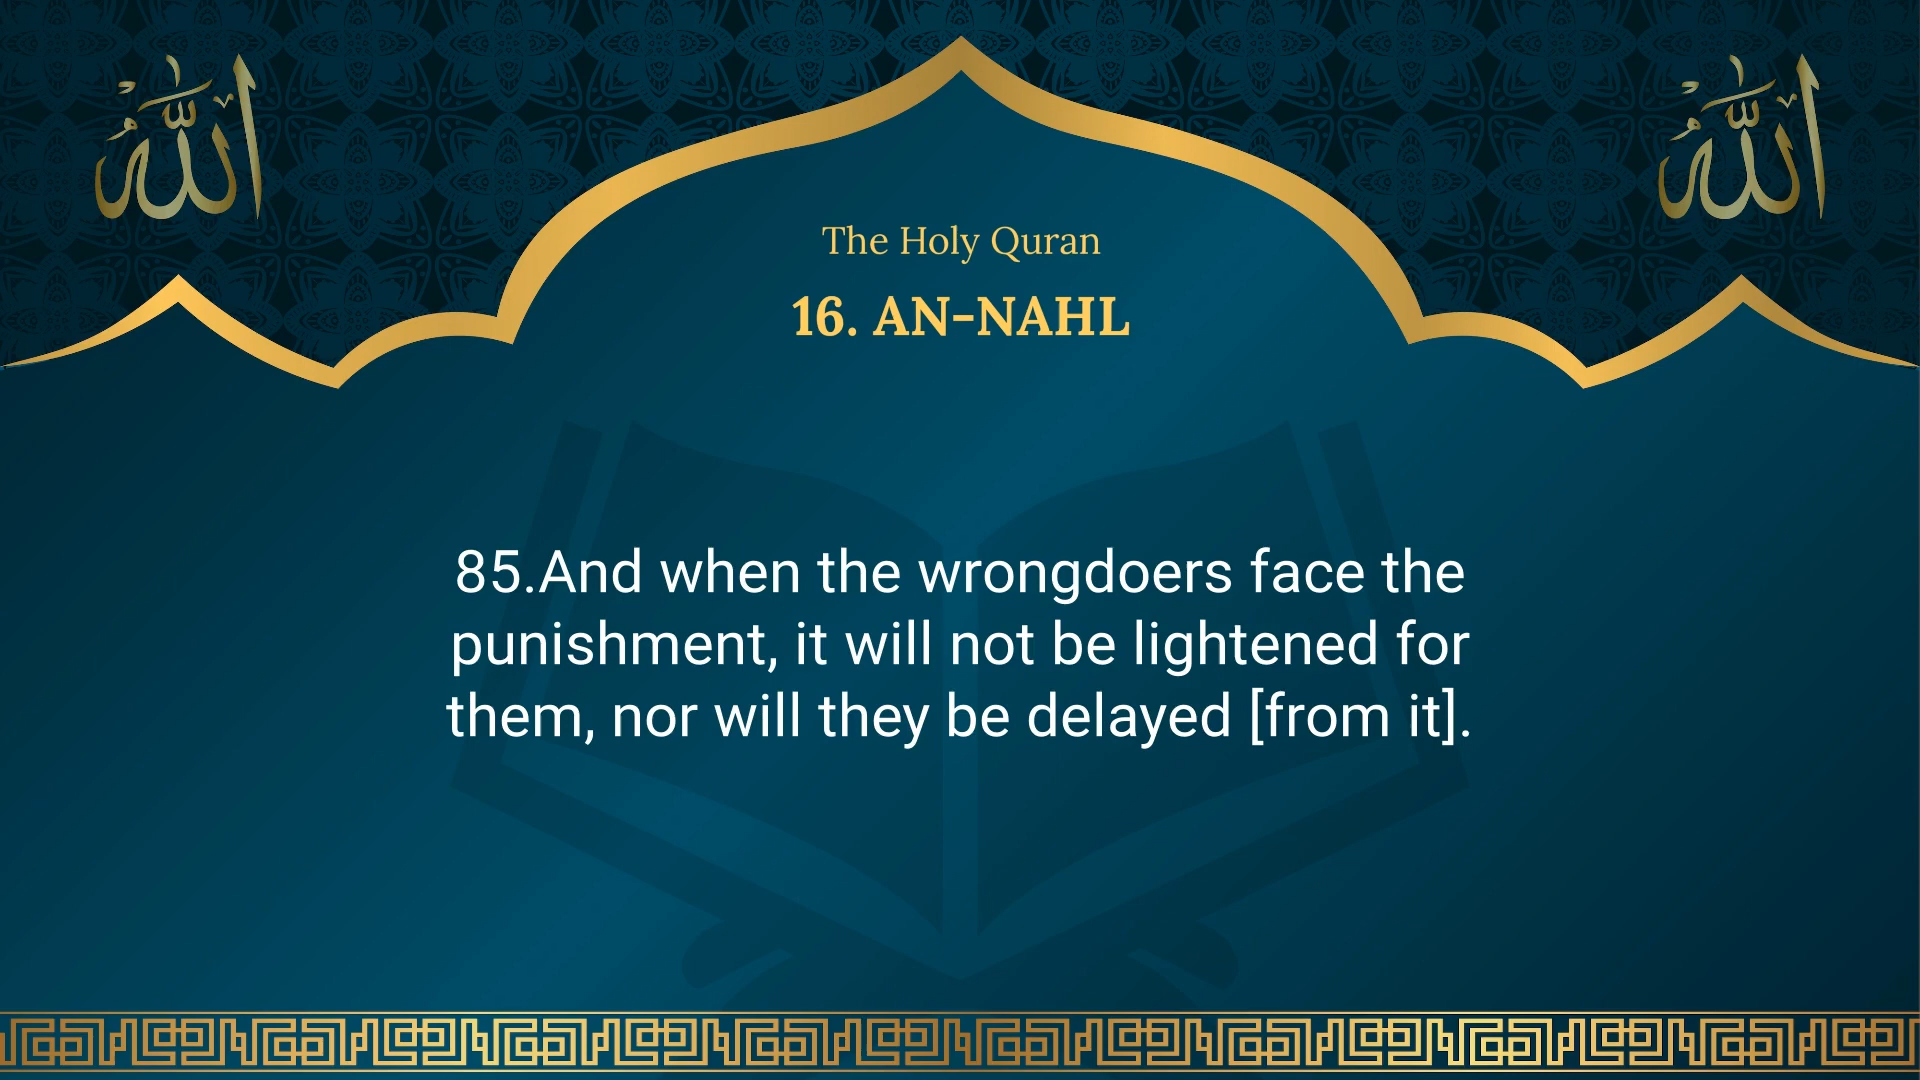 الله
الله
The Holy Quran
16. AN-NAHL
85.And when the wrongdoers face the
punishment, it will not be lightened for
them, nor will they be delayed [from it].